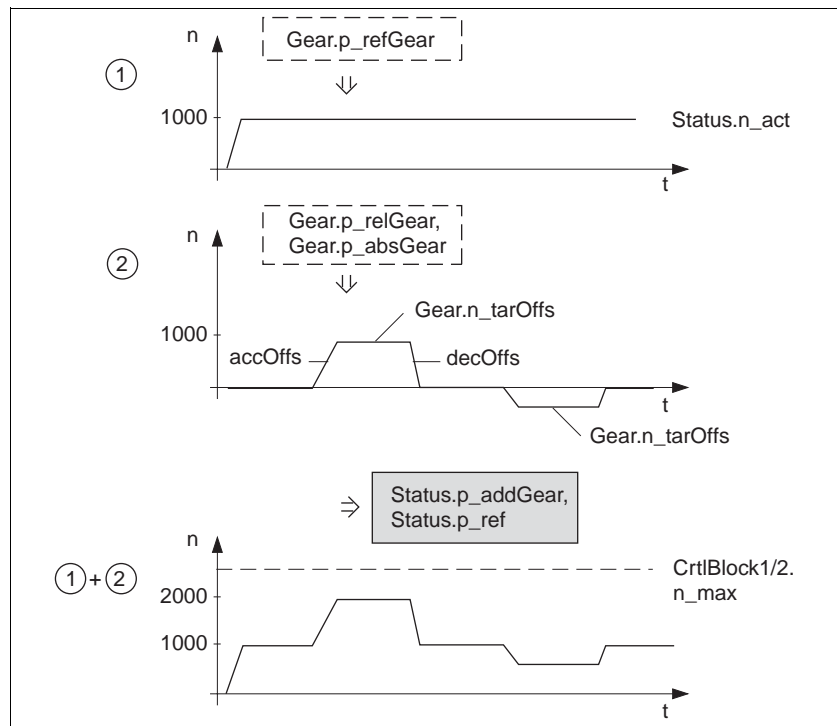 n
Gear.p_refGear
1
⇓
1000
Status.n_act
t
n
Gear.p_relGear,
Gear.p_absGear
2
⇓
Gear.n_tarOffs
1000
accOffs
decOffs
t
Gear.n_tarOffs
⇒
Status.p_addGear,
Status.p_ref
n
1 + 2
CrtlBlock1/2.
n_max
2000
1000
t